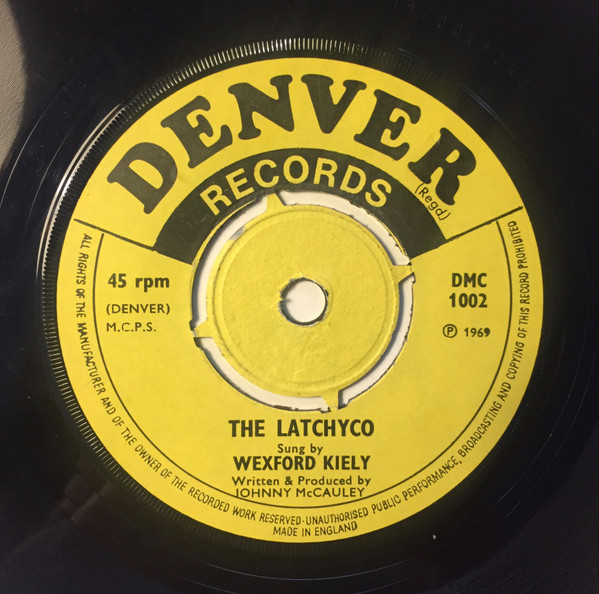 DENVER
RECORDS
(Regd)
45 rpm
(DENVER)
M.C.P.S.
DMC
1002
Ⓟ 1969
THE LATCHYCO
Sung by
WEXFORD KIELY
Written & Produced by
JOHNNY McCAULEY
ALL RIGHTS OF THE MANUFACTURER AND OF THE OWNER OF THE RECORDED WORK RESERVED-UNAUTHORISED PUBLIC PERFORMANCE, BROADCASTING AND COPYING OF THIS RECORD PROHIBITED
MADE IN ENGLAND